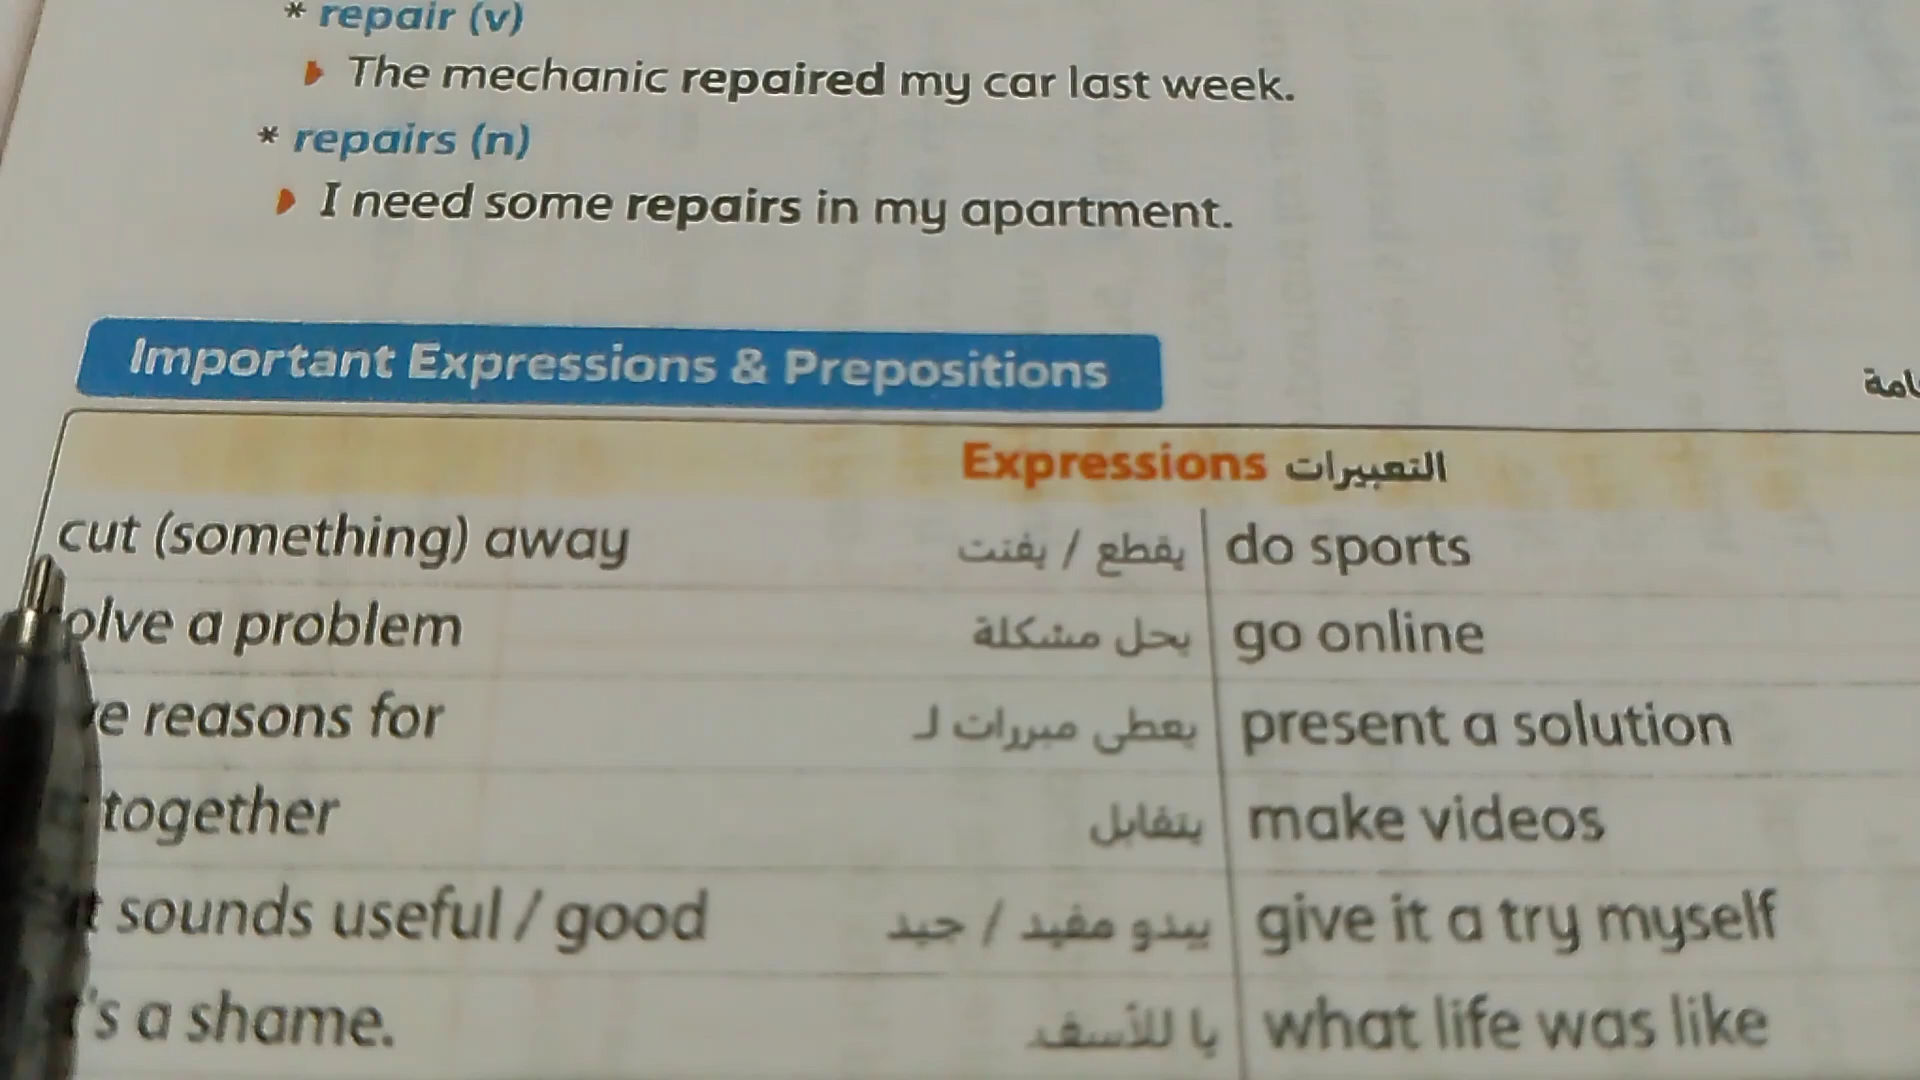 * repair (v)
The mechanic repaired my car last week.
* repairs (n)
I need some repairs in my apartment.
Important Expressions & Prepositions
Expressions التعبيرات
cut (something) away يقطع / يفتت do sports
a problem يحل مشكلة go online
reasons for يعطى مبررات لـ present a solution
together يتقابل make videos
sounds useful / good يبدو مفيد / جيد give it a try myself
a shame. يا للأسف what life was like